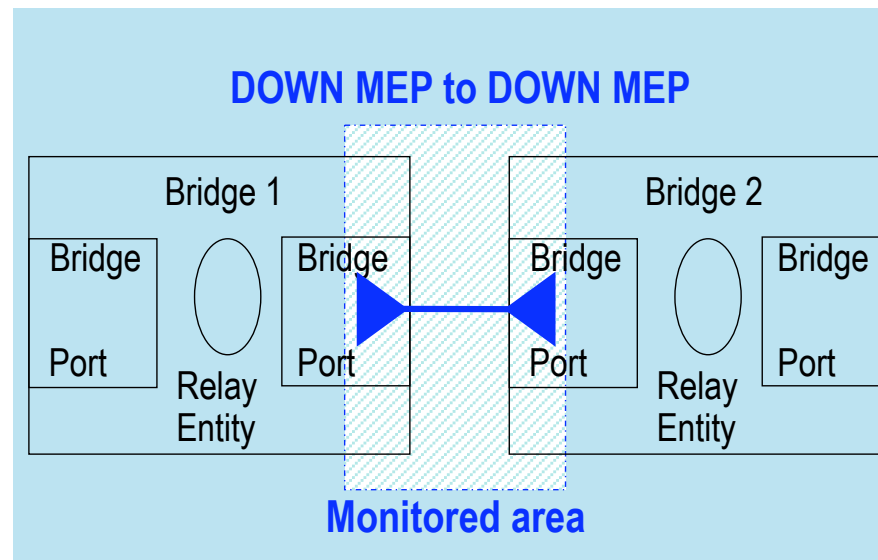 DOWN MEP to DOWN MEP
Bridge 1
Bridge 2
Bridge
Bridge
Bridge
Bridge
Port
Port
Port
Port
Relay
Entity
Relay
Entity
Monitored area